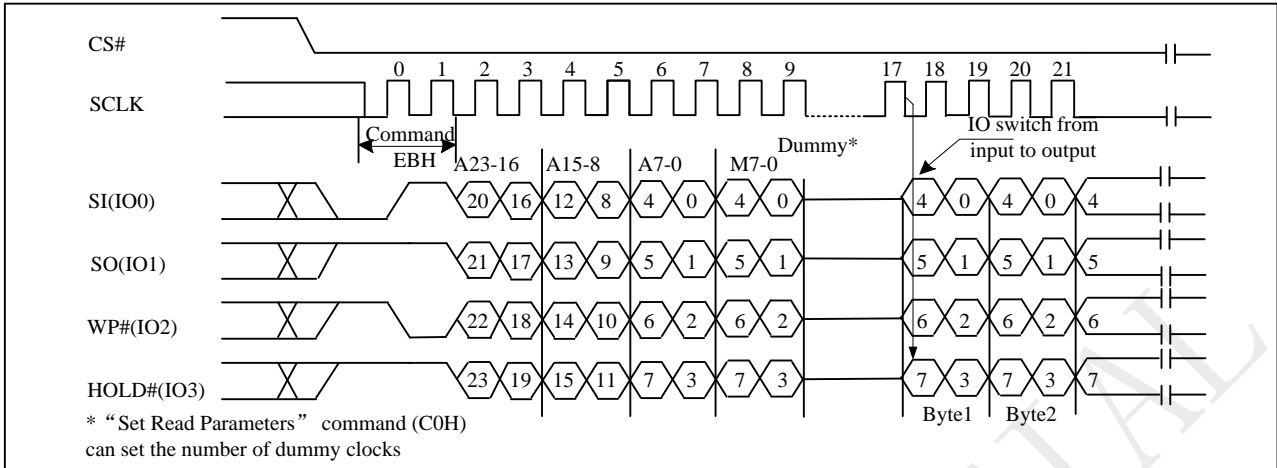 CS#
0 1 2 3 4 5 6 7 8 9 17 18 19 20 21
SCLK
Command
EBH
IO switch from
input to output
Dummy*
A23-16 A15-8 A7-0 M7-0
SI(IO0) 20 16 12 8 4 0 4 0 4 0 4 0 4
SO(IO1) 21 17 13 9 5 1 5 1 5 1 5 1 5
WP#(IO2) 22 18 14 10 6 2 6 2 6 2 6 2 6
HOLD#(IO3) 23 19 15 11 7 3 7 3 7 3 7 3 7
Byte1 Byte2
* “Set Read Parameters” command (C0H)
can set the number of dummy clocks